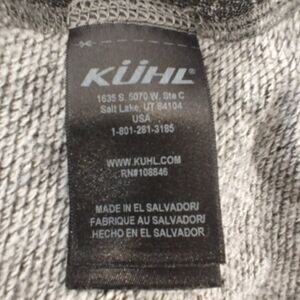 KÜHL®
1635 S. 5070 W. Ste C
Salt Lake, UT 84104
USA
1-801-281-3185
WWW.KUHL.COM
RN#108846
MADE IN EL SALVADOR/
FABRIQUE AU SALVADOR/
HECHO EN EL SALVADOR